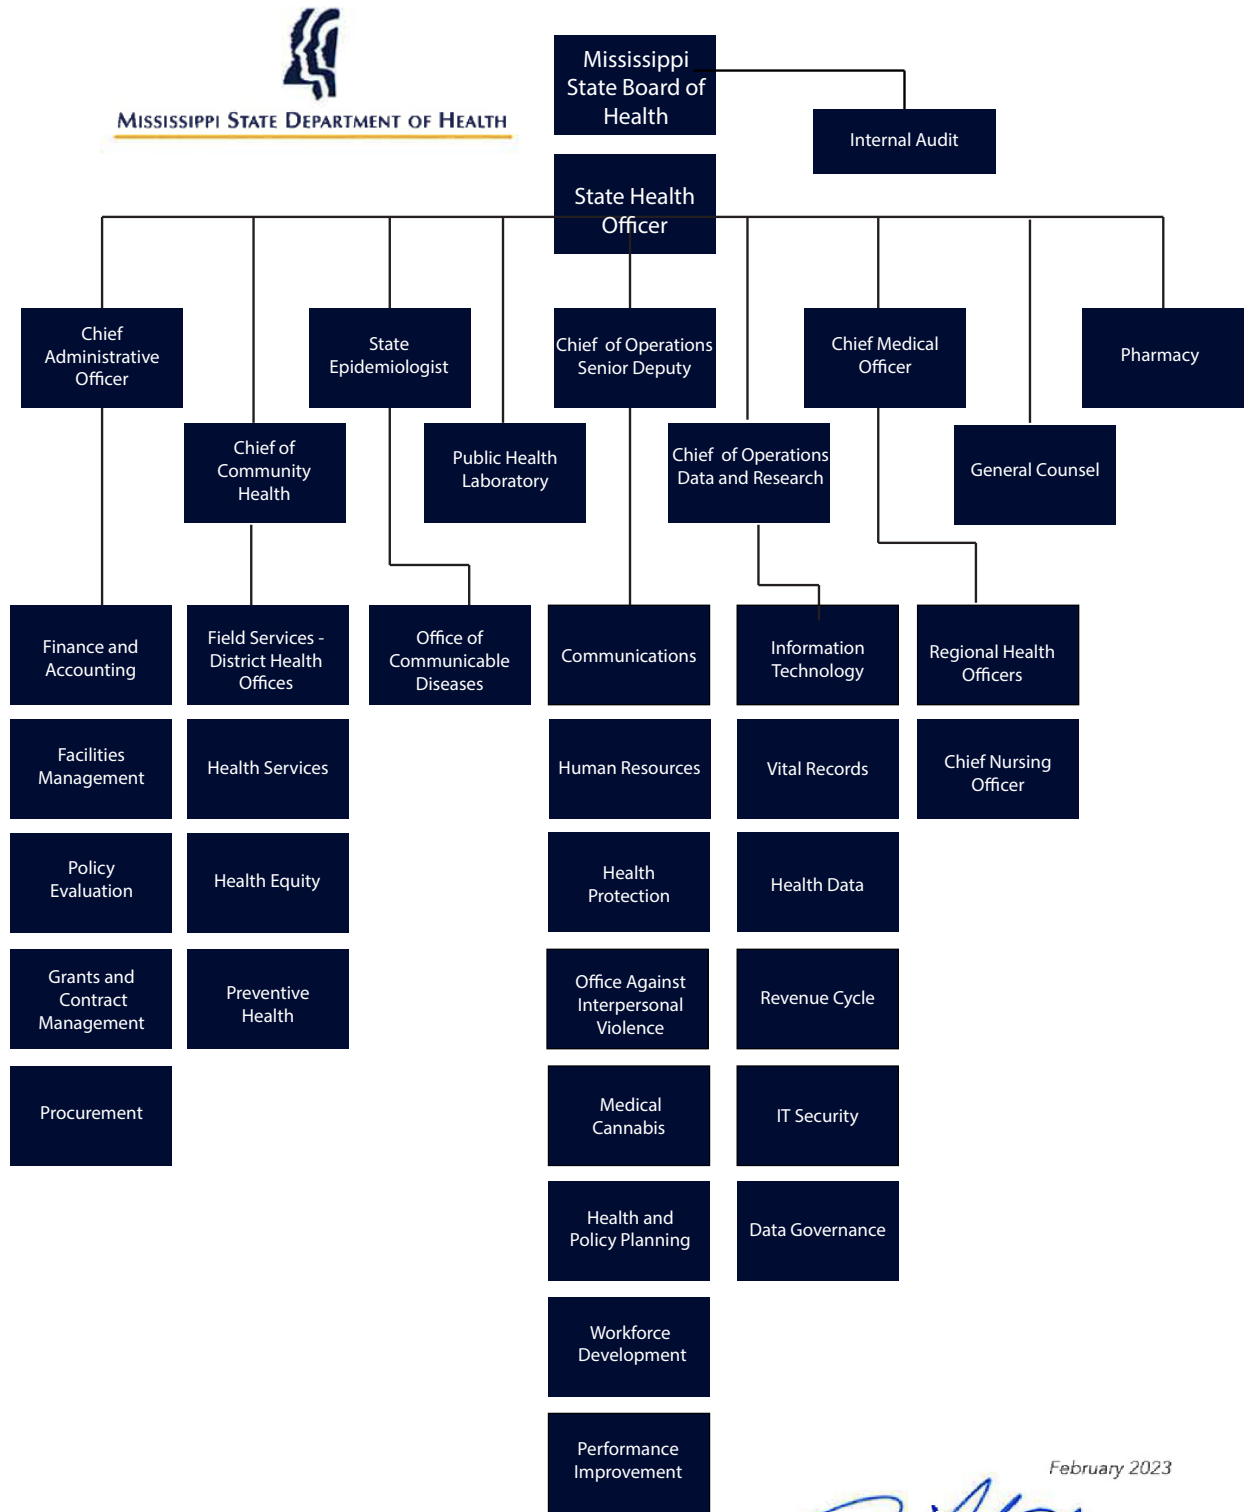 MISSISSIPPI STATE DEPARTMENT OF HEALTH
Mississippi
State Board of
Health
Internal Audit
State Health
Officer
Chief
Administrative
Officer
State
Epidemiologist
Chief of Operations
Senior Deputy
Chief Medical
Officer
Pharmacy
Chief of
Community
Health
Public Health
Laboratory
Chief of Operations
Data and Research
General Counsel
Finance and
Accounting
Field Services -
District Health
Offices
Office of
Communicable
Diseases
Communications
Information
Technology
Regional Health
Officers
Facilities
Management
Health Services
Human Resources
Vital Records
Chief Nursing
Officer
Policy
Evaluation
Health Equity
Health
Protection
Health Data
Grants and
Contract
Management
Preventive
Health
Office Against
Interpersonal
Violence
Revenue Cycle
Procurement
Medical
Cannabis
IT Security
Health and
Policy Planning
Data Governance
Workforce
Development
Performance
Improvement
February 2023